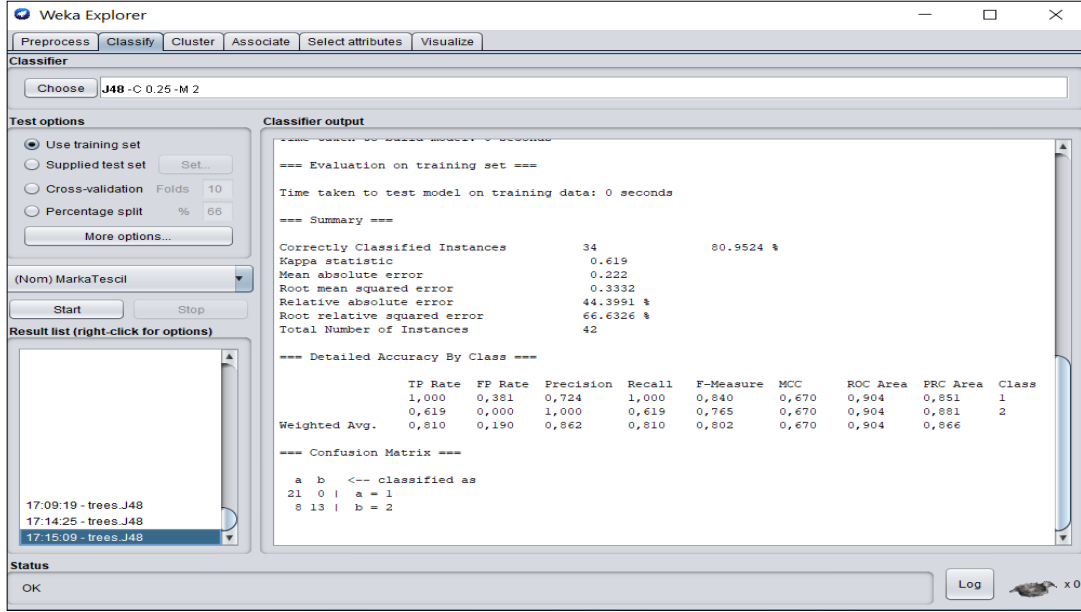 Weka Explorer
Preprocess Classify Cluster Associate Select attributes Visualize
Classifier
Choose J48 -C 0.25 -M 2
Test options
Use training set
Supplied test set Set...
Cross-validation Folds 10
Percentage split % 66
More options...
(Nom) MarkaTescil
Start Stop
Result list (right-click for options)
17:09:19 - trees.J48
17:14:25 - trees.J48
17:15:09 - trees.J48
Classifier output
Time taken to build model: 0 seconds
=== Evaluation on training set ===
Time taken to test model on training data: 0 seconds
=== Summary ===
Correctly Classified Instances 34 80.9524 %
Kappa statistic 0.619
Mean absolute error 0.222
Root mean squared error 0.3332
Relative absolute error 44.3991 %
Root relative squared error 66.6326 %
Total Number of Instances 42
=== Detailed Accuracy By Class ===
TP Rate FP Rate Precision Recall F-Measure MCC ROC Area PRC Area Class
1,000 0,381 0,724 1,000 0,840 0,670 0,904 0,851 1
0,619 0,000 1,000 0,619 0,765 0,670 0,904 0,881 2
Weighted Avg. 0,810 0,190 0,862 0,810 0,802 0,670 0,904 0,866
=== Confusion Matrix ===
a b <-- classified as
21 0 | a = 1
8 13 | b = 2
Status
OK
Log
x 0